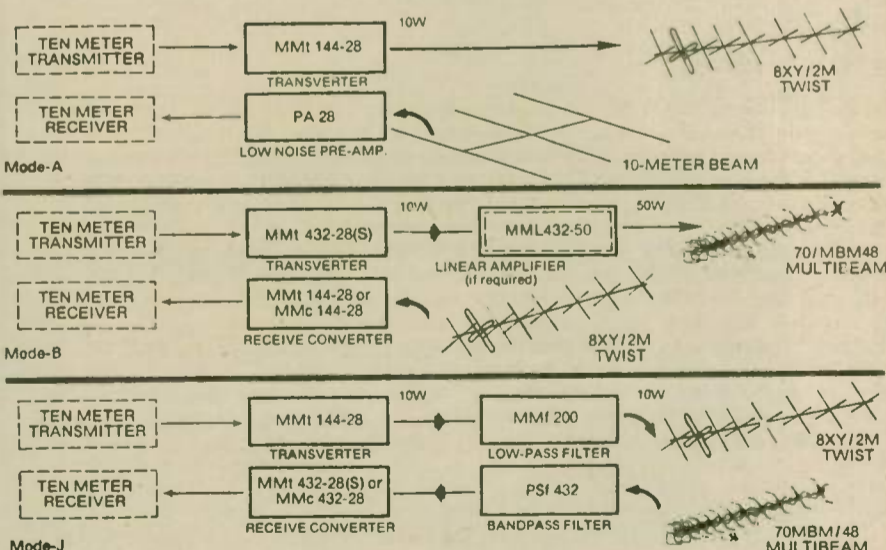 TEN METER
TRANSMITTER
MMt 144-28
TRANSVERTER
10W
8XY/2M
TWIST
TEN METER
RECEIVER
PA 28
LOW NOISE PRE-AMP.
10-METER BEAM
Mode-A
TEN METER
TRANSMITTER
MMt 432-28(S)
TRANSVERTER
10W
MML432-50
LINEAR AMPLIFIER
(if required)
50W
70/MBM48
MULTIBEAM
TEN METER
RECEIVER
MMt 144-28 or
MMc 144-28
RECEIVE CONVERTER
8XY/2M
TWIST
Mode-B
TEN METER
TRANSMITTER
MMt 144-28
TRANSVERTER
10W
MMf 200
LOW-PASS FILTER
10W
8XY/2M
TWIST
TEN METER
RECEIVER
MMt 432-28(S) or
MMc 432-28
RECEIVE CONVERTER
PSf 432
BANDPASS FILTER
70MBM/48
MULTIBEAM
Mode-J